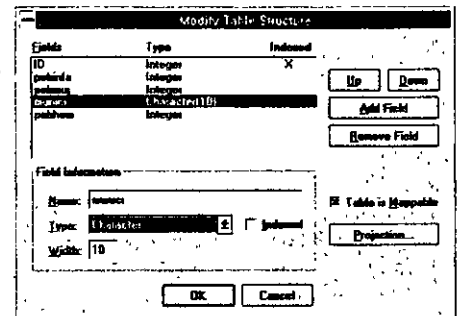 Modify Table Structure
Fields Type Indexed
ID Integer X
Integer
Integer
Character(10)
Integer
Up Down
Add Field
Remove Field
Field Information
Name:
Type: Character Indexed
Width: 10
Table is Mappable
Projection...
OK Cancel